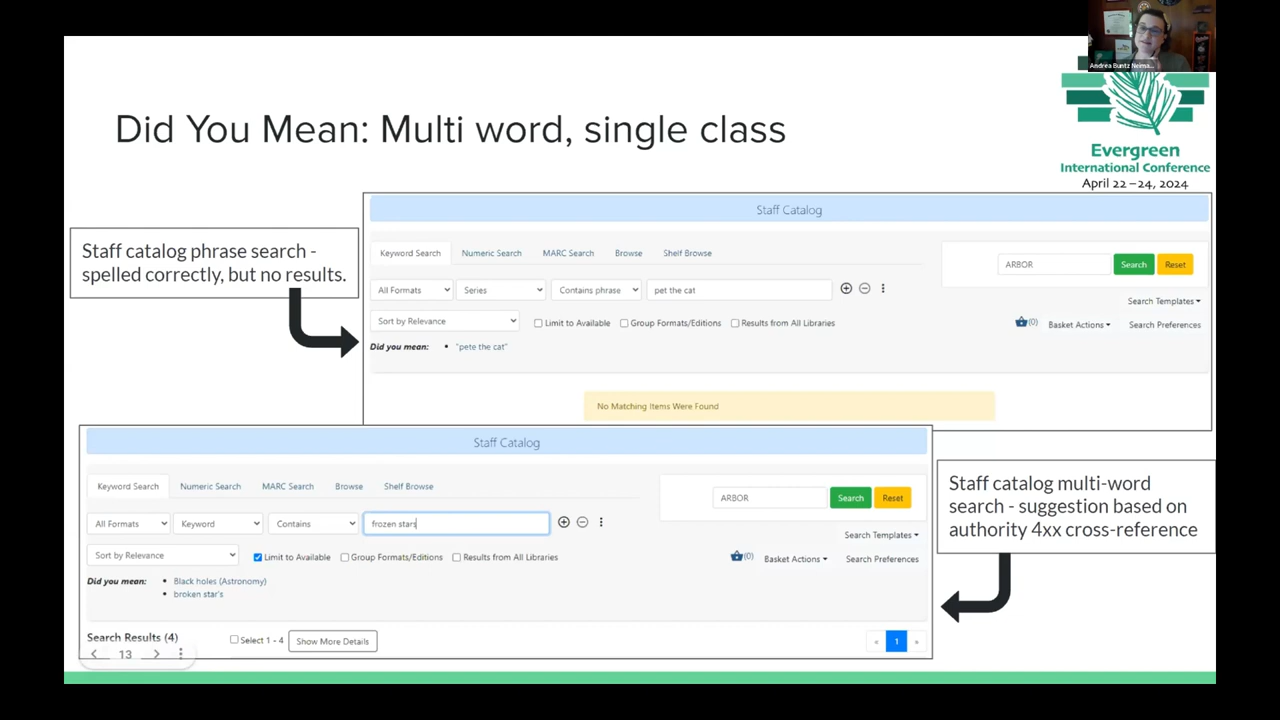 Andrea Buntz Neima...
Did You Mean: Multi word, single class
Evergreen
International Conference
April 22 – 24, 2024
Staff catalog phrase search -
spelled correctly, but no results.
Staff Catalog
Keyword Search Numeric Search MARC Search Browse Shelf Browse
ARBOR Search Reset
All Formats Series Contains phrase pet the cat
Search Templates
Sort by Relevance Limit to Available Group Formats/Editions Results from All Libraries
(0) Basket Actions Search Preferences
Did you mean: • "pete the cat"
No Matching Items Were Found
Staff Catalog
Keyword Search Numeric Search MARC Search Browse Shelf Browse
ARBOR Search Reset
All Formats Keyword Contains frozen stars
Search Templates
Sort by Relevance Limit to Available Group Formats/Editions Results from All Libraries
(0) Basket Actions Search Preferences
Did you mean: • Black holes (Astronomy)
• broken star's
Search Results (4) Select 1 - 4 Show More Details « 1 »
< 13 >
Staff catalog multi-word
search - suggestion based on
authority 4xx cross-reference